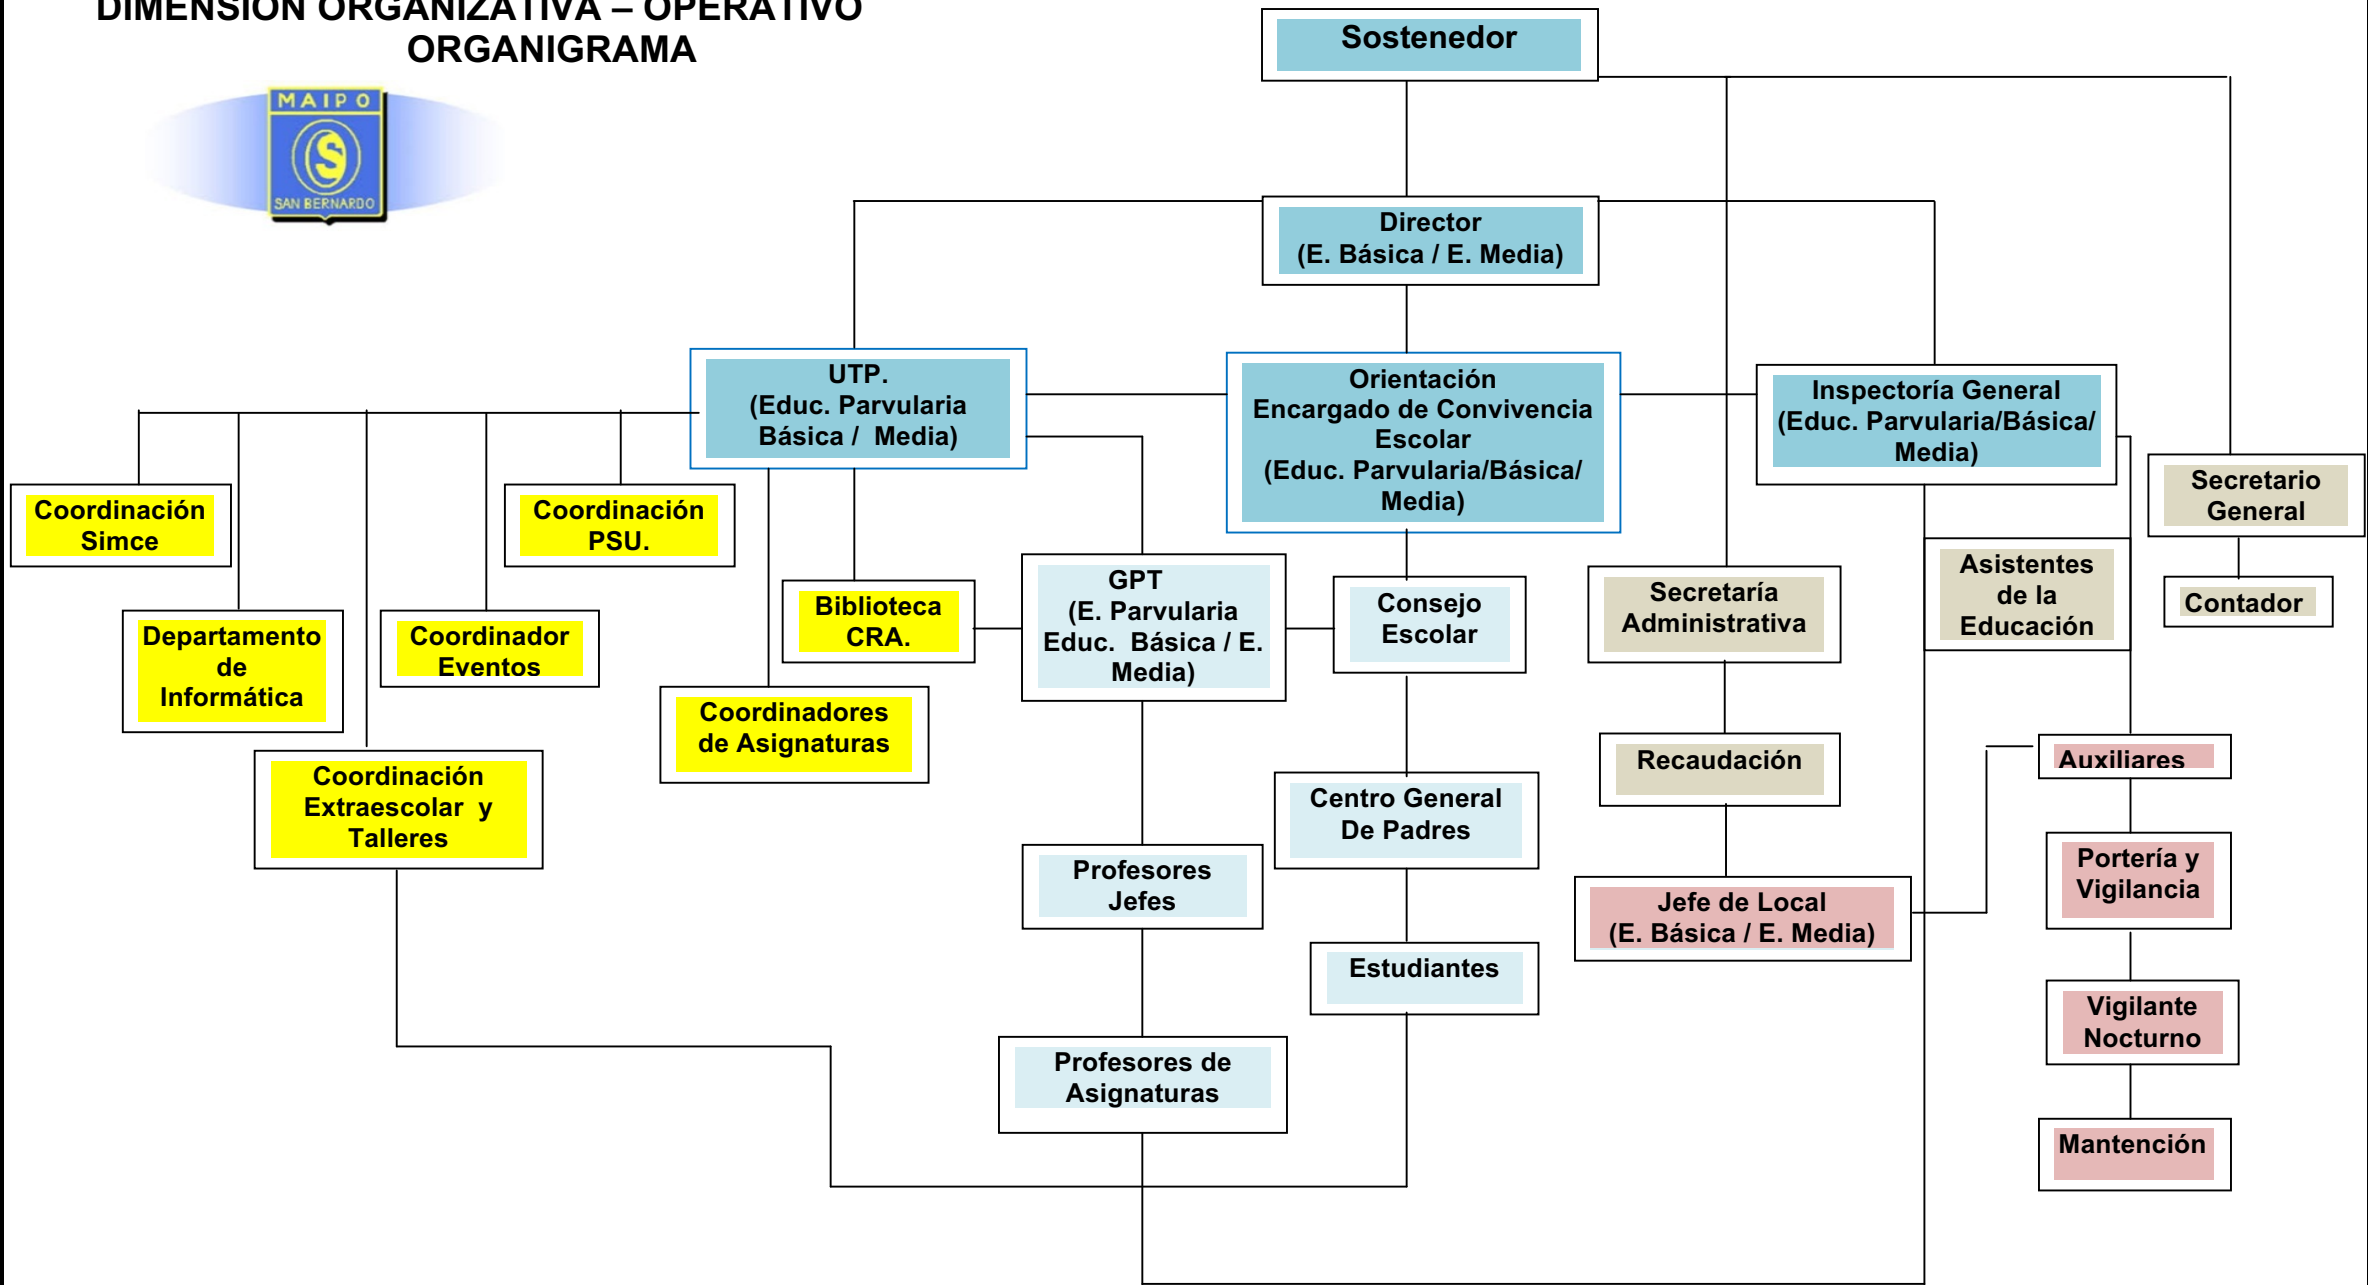 DIMENSIÓN ORGANIZATIVA – OPERATIVO
ORGANIGRAMA
MAIPO
S
SAN BERNARDO
Sostenedor
Director
(E. Básica / E. Media)
UTP.
(Educ. Parvularia
Básica / Media)
Orientación
Encargado de Convivencia
Escolar
(Educ. Parvularia/Básica/
Media)
Inspectoría General
(Educ. Parvularia/Básica/
Media)
Secretario
General
Contador
Coordinación
Simce
Coordinación
PSU.
Departamento
de
Informática
Coordinador
Eventos
Biblioteca
CRA.
GPT
(E. Parvularia
Educ. Básica / E.
Media)
Consejo
Escolar
Secretaría
Administrativa
Asistentes
de la
Educación
Coordinadores
de Asignaturas
Coordinación
Extraescolar y
Talleres
Recaudación
Auxiliares
Centro General
De Padres
Profesores
Jefes
Jefe de Local
(E. Básica / E. Media)
Portería y
Vigilancia
Estudiantes
Vigilante
Nocturno
Profesores de
Asignaturas
Mantención